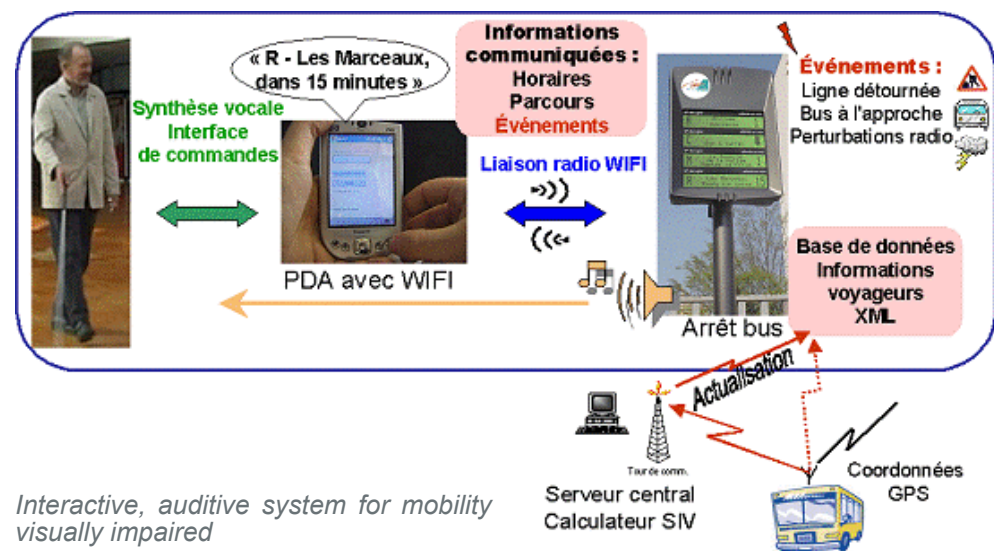 « R - Les Marceaux,
dans 15 minutes »
Informations
communiquées :
Horaires
Parcours
Événements
Événements :
Ligne détournée
Bus à l'approche
Perturbations radio
Synthèse vocale
Interface
de commandes
Liaison radio WIFI
PDA avec WIFI
Arrêt bus
Base de données
Informations
voyageurs
XML
Actualisation
Tour de comm.
Serveur central
Calculateur SIV
Coordonnées
GPS
Interactive, auditive system for mobility
visually impaired